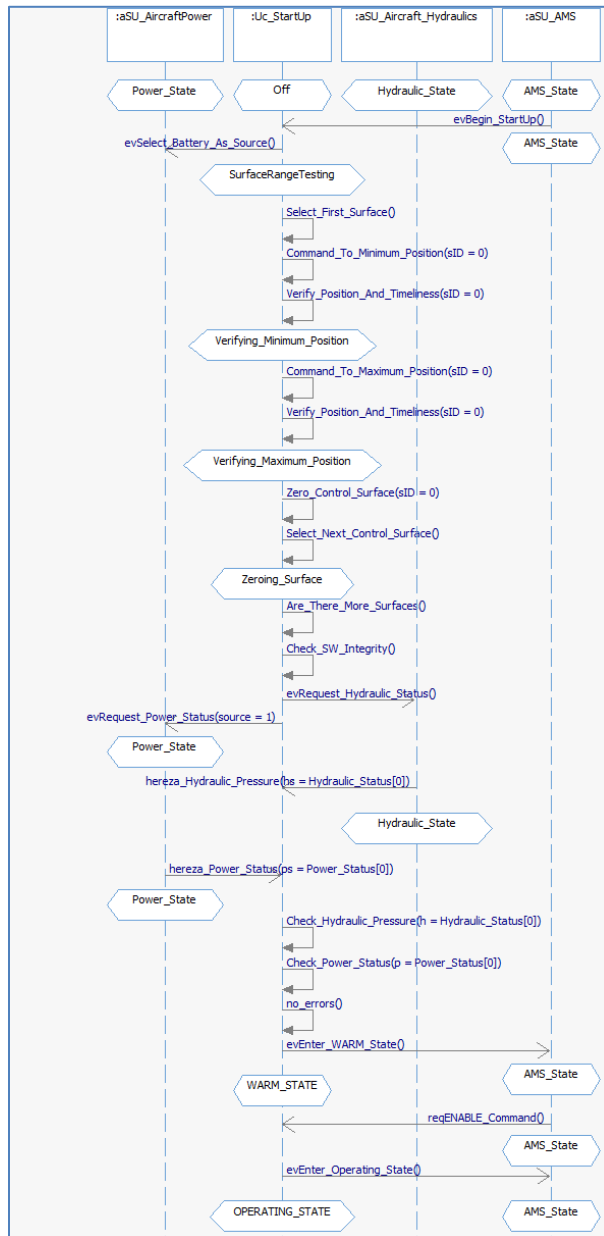 :aSU_AircraftPower :Uc_StartUp :aSU_Aircraft_Hydraulics :aSU_AMS
Power_State Off Hydraulic_State AMS_State
evBegin_StartUp()
AMS_State
evSelect_Battery_As_Source()
SurfaceRangeTesting
Select_First_Surface()
Command_To_Minimum_Position(sID = 0)
Verify_Position_And_Timeliness(sID = 0)
Verifying_Minimum_Position
Command_To_Maximum_Position(sID = 0)
Verify_Position_And_Timeliness(sID = 0)
Verifying_Maximum_Position
Zero_Control_Surface(sID = 0)
Select_Next_Control_Surface()
Zeroing_Surface
Are_There_More_Surfaces()
Check_SW_Integrity()
evRequest_Hydraulic_Status()
evRequest_Power_Status(source = 1)
Power_State
hereza_Hydraulic_Pressure(hs = Hydraulic_Status[0])
Hydraulic_State
hereza_Power_Status(ps = Power_Status[0])
Power_State
Check_Hydraulic_Pressure(h = Hydraulic_Status[0])
Check_Power_Status(p = Power_Status[0])
no_errors()
evEnter_WARM_State()
AMS_State
WARM_STATE
reqENABLE_Command()
AMS_State
evEnter_Operating_State()
OPERATING_STATE AMS_State